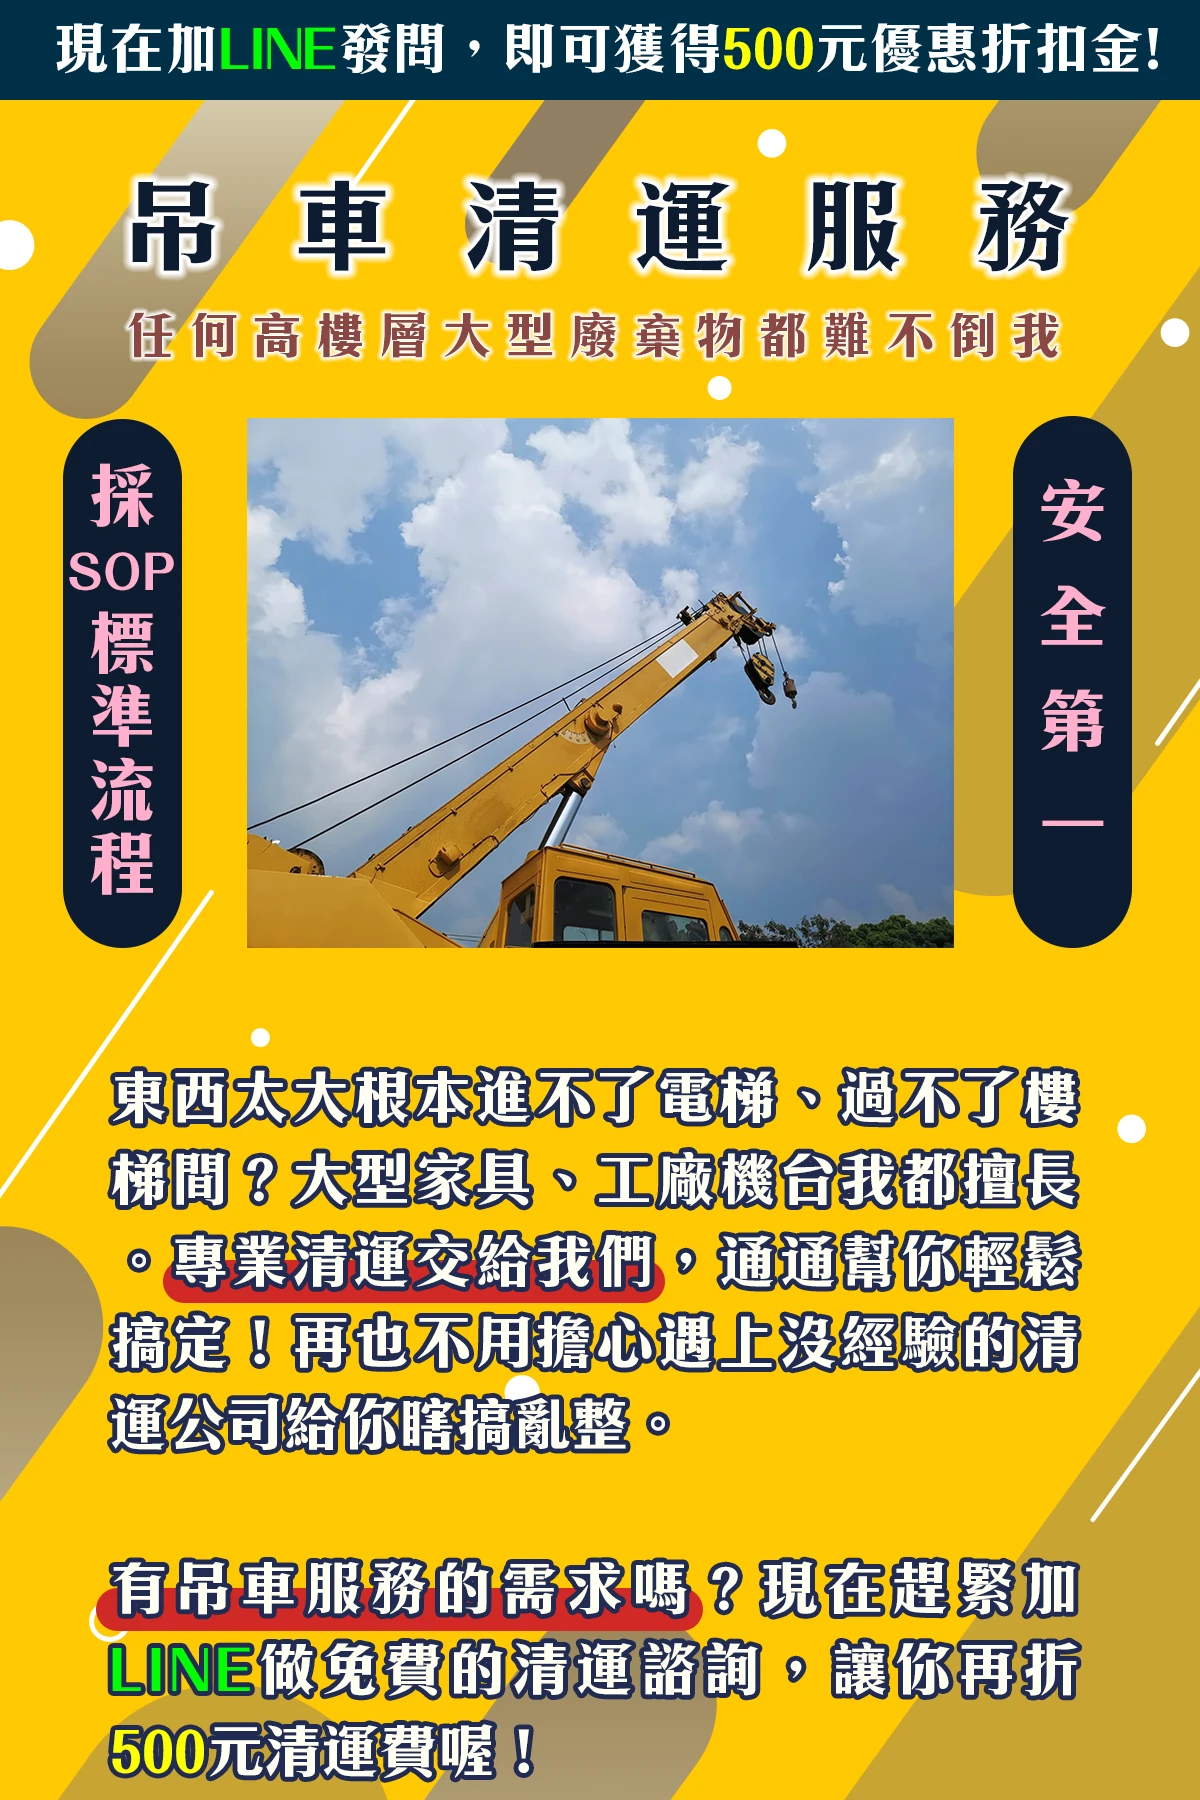 現在加LINE發問，即可獲得500元優惠折扣金!
吊車清運服務
任何高樓層大型廢棄物都難不倒我
採SOP標準流程
安全第一
東西太大根本進不了電梯、過不了樓
梯間？大型家具、工廠機台我都擅長
。專業清運交給我們，通通幫你輕鬆
搞定！再也不用擔心遇上沒經驗的清
運公司給你瞎搞亂整。
有吊車服務的需求嗎？現在趕緊加
LINE做免費的清運諮詢，讓你再折
500元清運費喔！